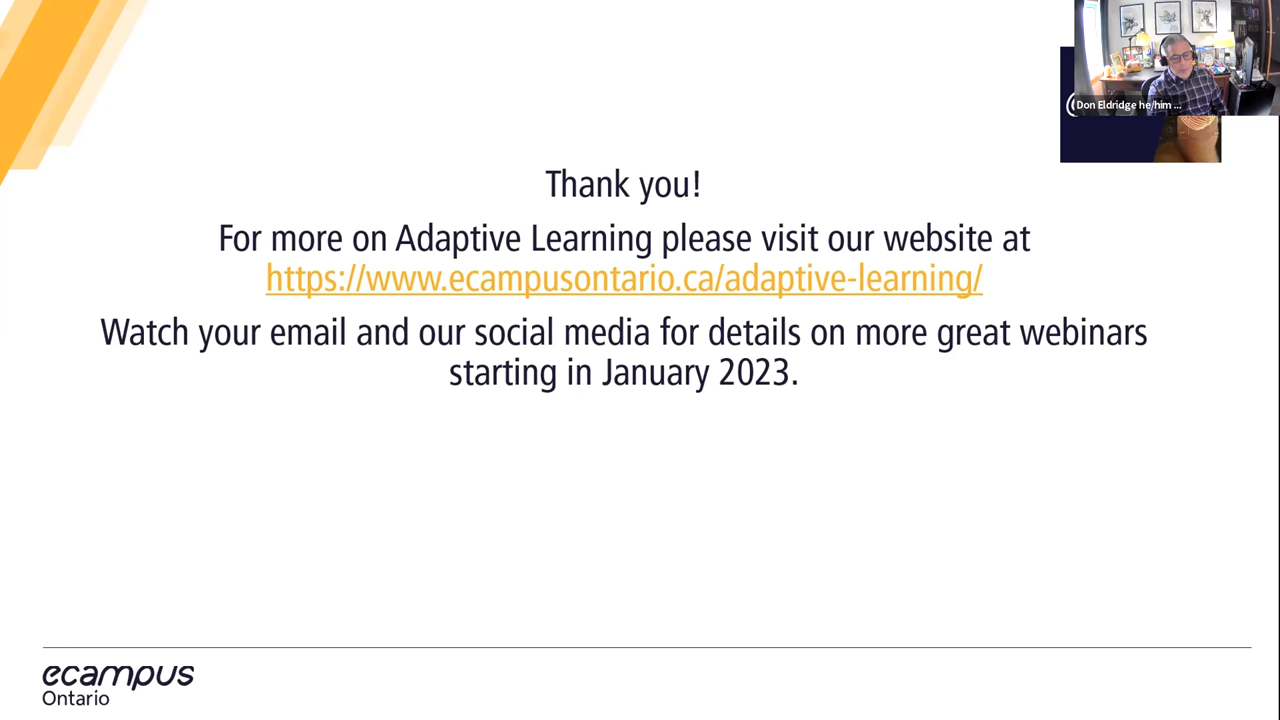 Don Eldridge he/him ...
Thank you!
For more on Adaptive Learning please visit our website at
https://www.ecampusontario.ca/adaptive-learning/
Watch your email and our social media for details on more great webinars
starting in January 2023.
ecampus
Ontario